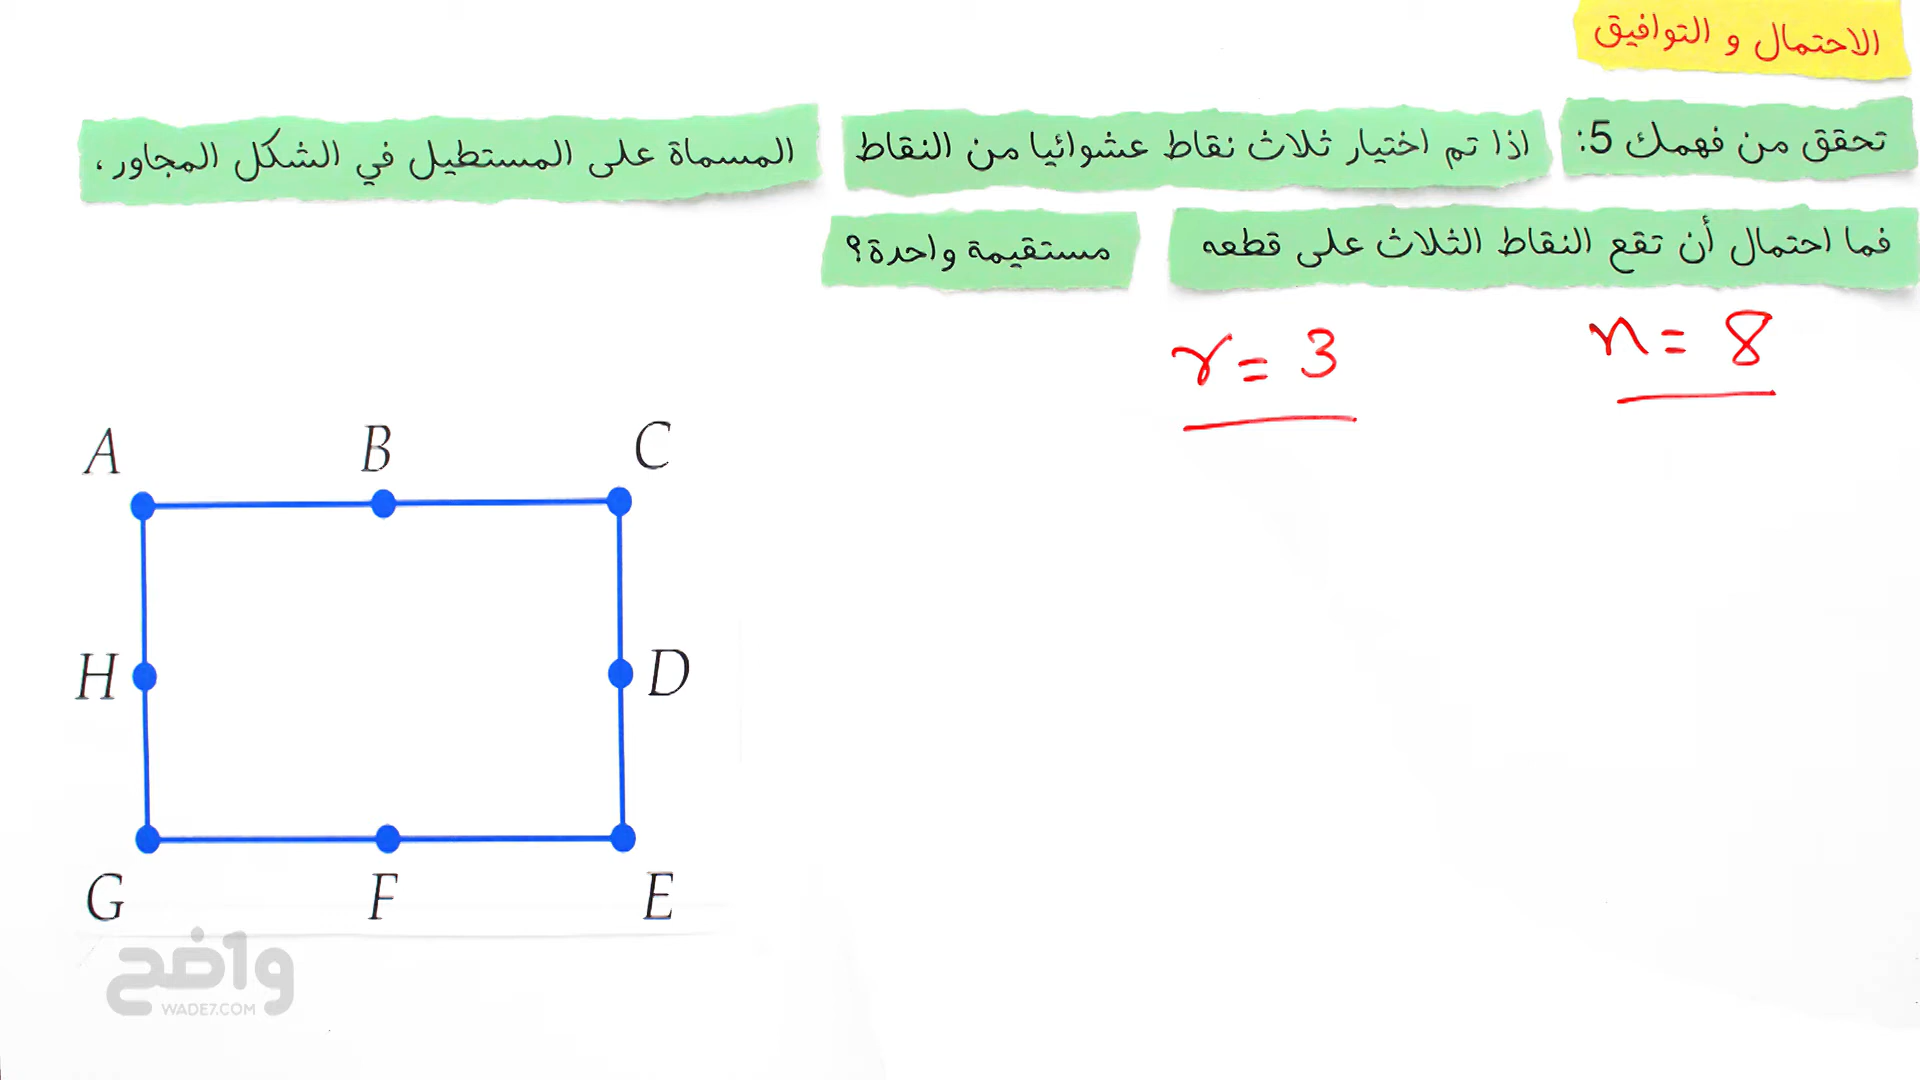 الاحتمال و التوافيق
تحقق من فهمك 5: اذا تم اختيار ثلاث نقاط عشوائيا من النقاط المسماة على المستطيل في الشكل المجاور،
فما احتمال أن تقع النقاط الثلاث على قطعه مستقيمة واحدة؟
r = 3 n = 8
A B C
H D
G F E
واضح
WADE7.COM